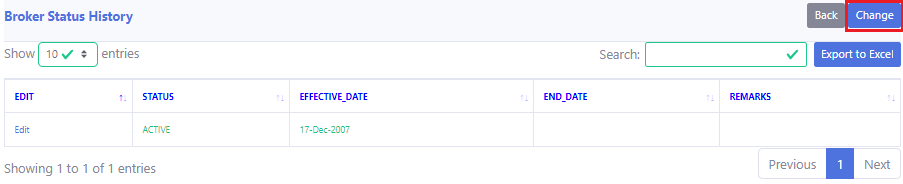 Broker Status History Back Change
Show 10 entries Search: Export to Excel
EDIT STATUS EFFECTIVE_DATE END_DATE REMARKS
Edit ACTIVE 17-Dec-2007
Showing 1 to 1 of 1 entries Previous 1 Next